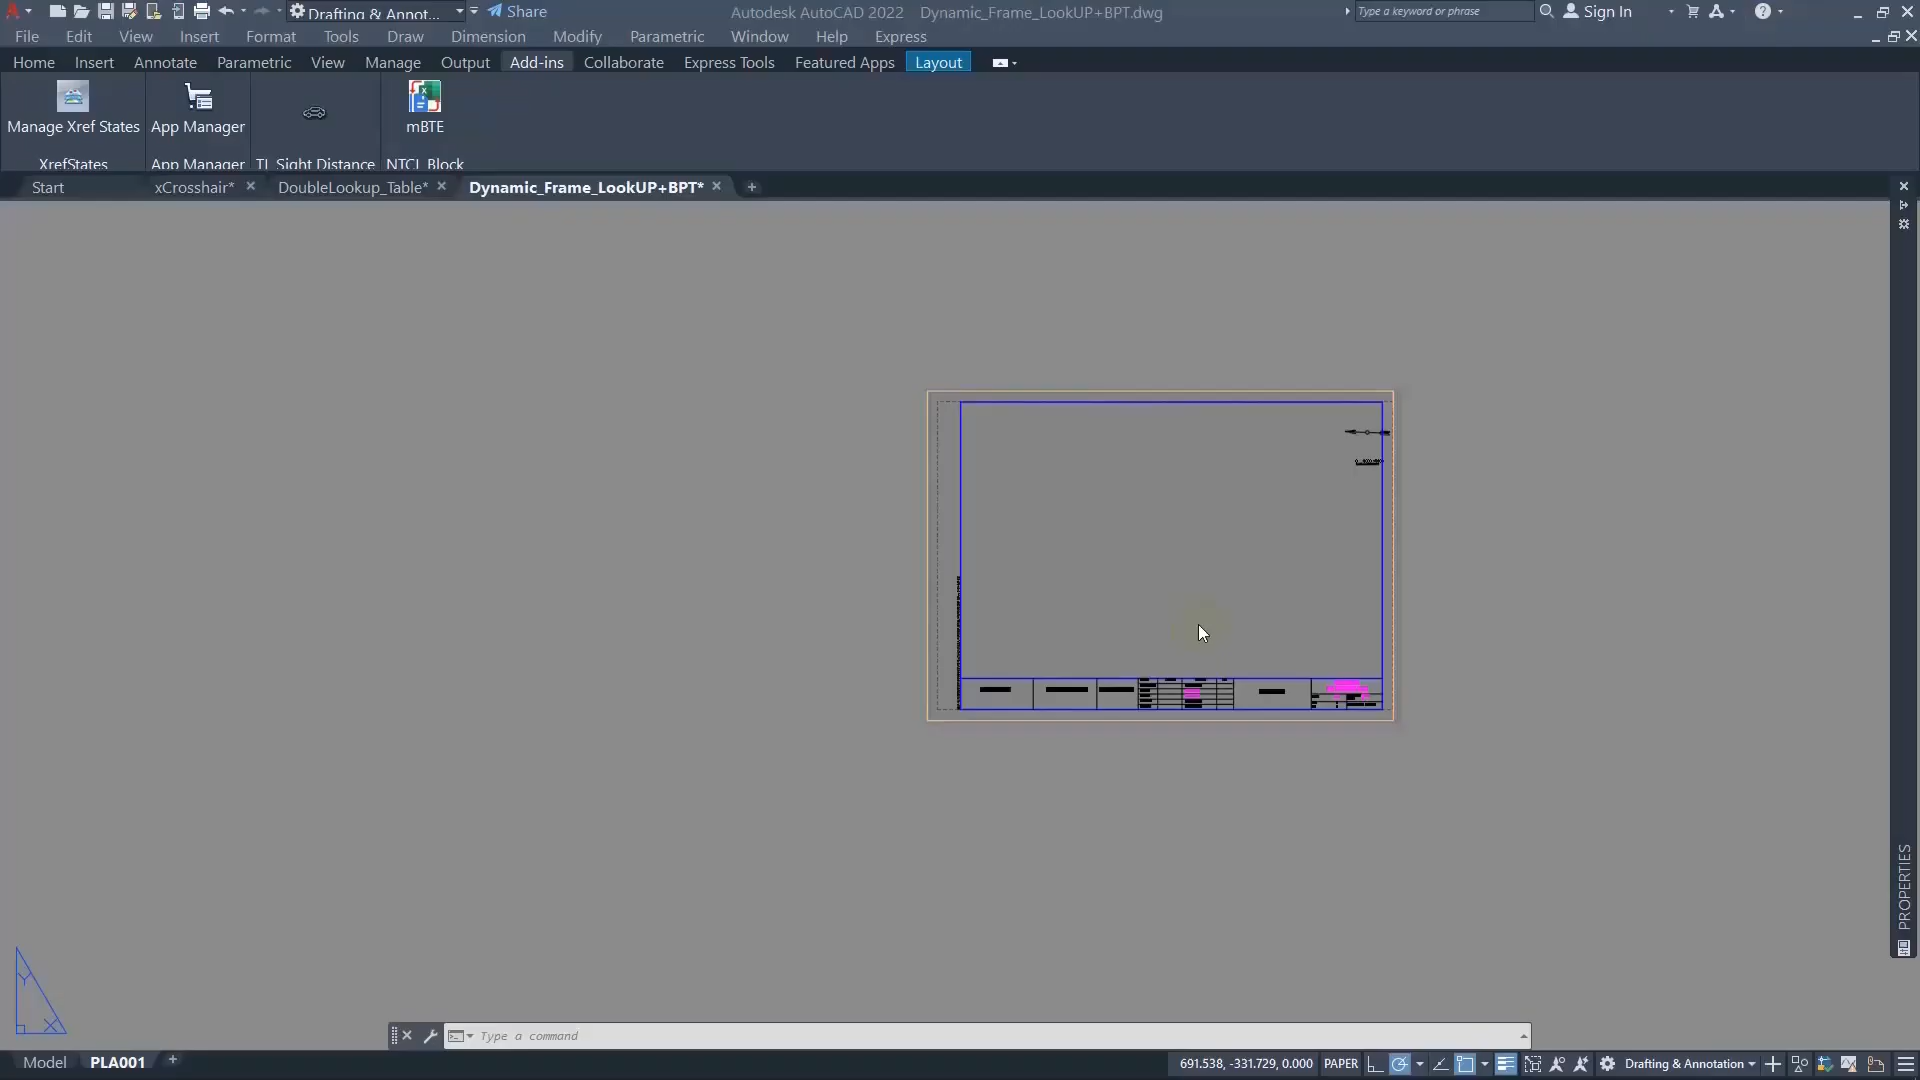 Drafting & Annot... Share Autodesk AutoCAD 2022 Dynamic_Frame_LookUP+BPT.dwg Type a keyword or phrase Sign In
File Edit View Insert Format Tools Draw Dimension Modify Parametric Window Help Express
Home Insert Annotate Parametric View Manage Output Add-ins Collaborate Express Tools Featured Apps Layout
Manage Xref States App Manager mBTE
XrefStates App Manager TL Sight Distance NTCL Block
Start xCrosshair* DoubleLookup_Table* Dynamic_Frame_LookUP+BPT*
PROPERTIES
Y
X
Type a command
Model PLA001 691.538, -331.729, 0.000 PAPER Drafting & Annotation